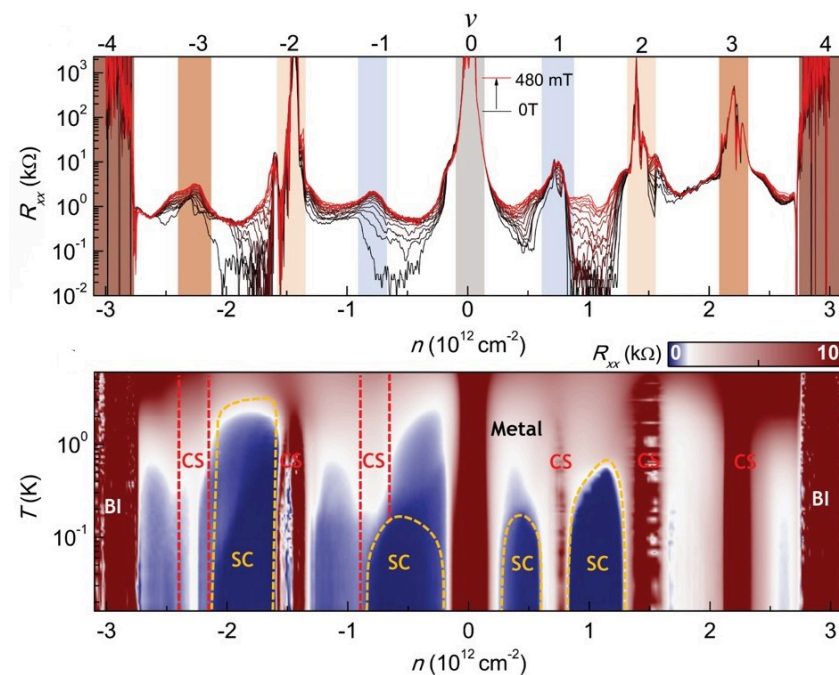 ν
-4 -3 -2 -1 0 1 2 3 4
10³
10²
10¹
10⁰
10⁻¹
10⁻²
R_xx (kΩ)
480 mT
0T
-3 -2 -1 0 1 2 3
n (10¹² cm⁻²)
R_xx (kΩ) 0 10
T (K)
10⁰
10⁻¹
Metal
BI CS CS CS CS CS CS BI
SC SC SC SC
-3 -2 -1 0 1 2 3
n (10¹² cm⁻²)